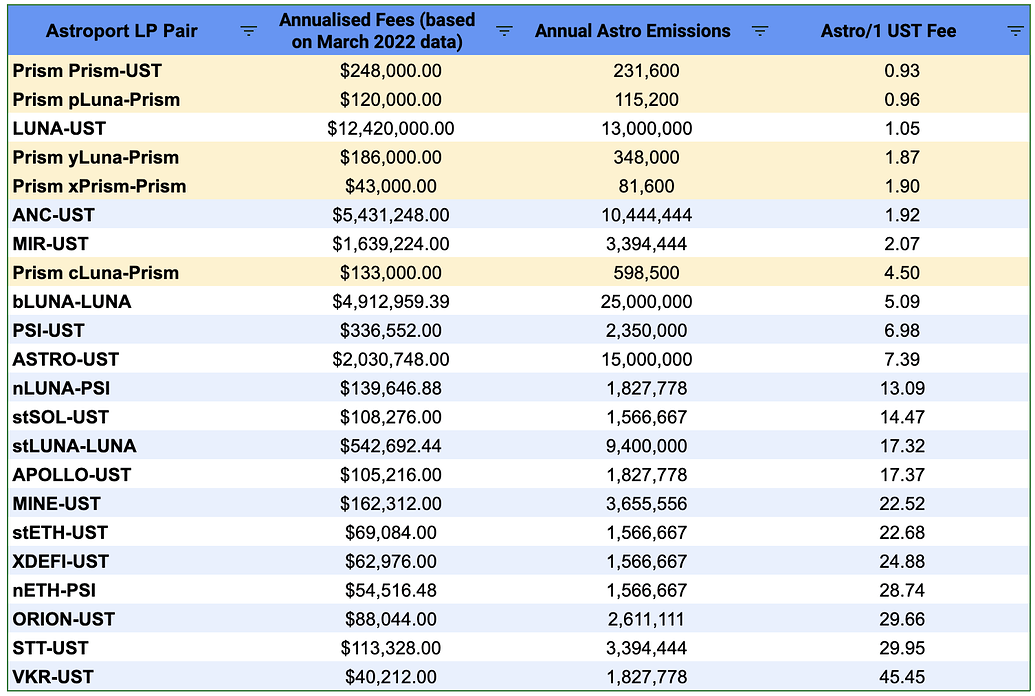 Astroport LP Pair Annualised Fees (based on March 2022 data) Annual Astro Emissions Astro/1 UST Fee
Prism Prism-UST $248,000.00 231,600 0.93
Prism pLuna-Prism $120,000.00 115,200 0.96
LUNA-UST $12,420,000.00 13,000,000 1.05
Prism yLuna-Prism $186,000.00 348,000 1.87
Prism xPrism-Prism $43,000.00 81,600 1.90
ANC-UST $5,431,248.00 10,444,444 1.92
MIR-UST $1,639,224.00 3,394,444 2.07
Prism cLuna-Prism $133,000.00 598,500 4.50
bLUNA-LUNA $4,912,959.39 25,000,000 5.09
PSI-UST $336,552.00 2,350,000 6.98
ASTRO-UST $2,030,748.00 15,000,000 7.39
nLUNA-PSI $139,646.88 1,827,778 13.09
stSOL-UST $108,276.00 1,566,667 14.47
stLUNA-LUNA $542,692.44 9,400,000 17.32
APOLLO-UST $105,216.00 1,827,778 17.37
MINE-UST $162,312.00 3,655,556 22.52
stETH-UST $69,084.00 1,566,667 22.68
XDEFI-UST $62,976.00 1,566,667 24.88
nETH-PSI $54,516.48 1,566,667 28.74
ORION-UST $88,044.00 2,611,111 29.66
STT-UST $113,328.00 3,394,444 29.95
VKR-UST $40,212.00 1,827,778 45.45